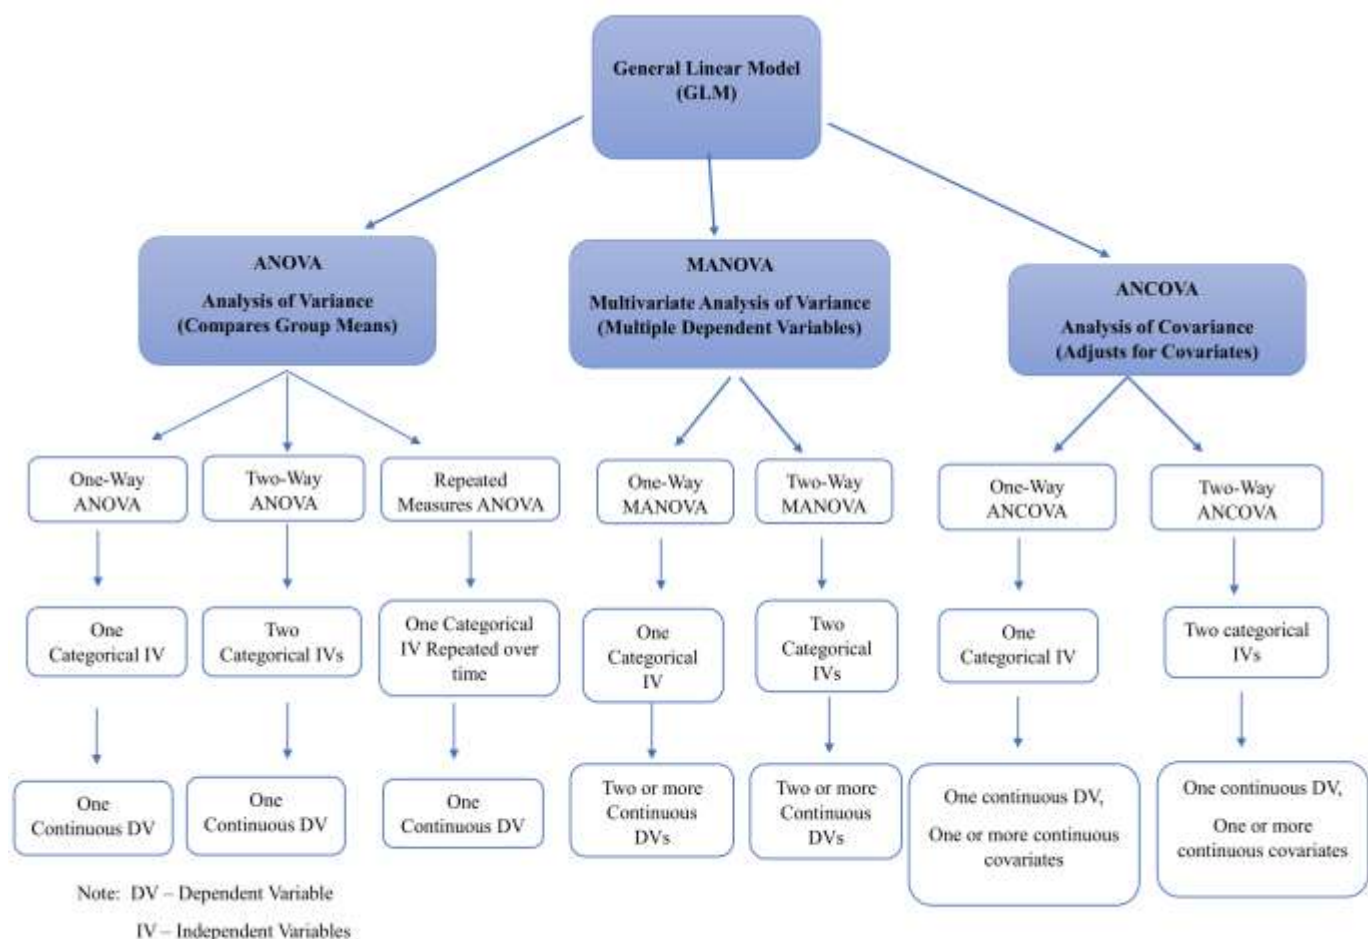 General Linear Model
(GLM)
ANOVA
Analysis of Variance
(Compares Group Means)
MANOVA
Multivariate Analysis of Variance
(Multiple Dependent Variables)
ANCOVA
Analysis of Covariance
(Adjusts for Covariates)
One-Way
ANOVA
Two-Way
ANOVA
Repeated
Measures ANOVA
One-Way
MANOVA
Two-Way
MANOVA
One-Way
ANCOVA
Two-Way
ANCOVA
One
Categorical IV
Two
Categorical IVs
One Categorical
IV Repeated over
time
One
Categorical
IV
Two
Categorical
IVs
One
Categorical IV
Two categorical
IVs
One
Continuous DV
One
Continuous DV
One
Continuous DV
Two or more
Continuous
DVs
Two or more
Continuous
DVs
One continuous DV,
One or more continuous
covariates
One continuous DV,
One or more
continuous covariates
Note: DV – Dependent Variable
IV – Independent Variables